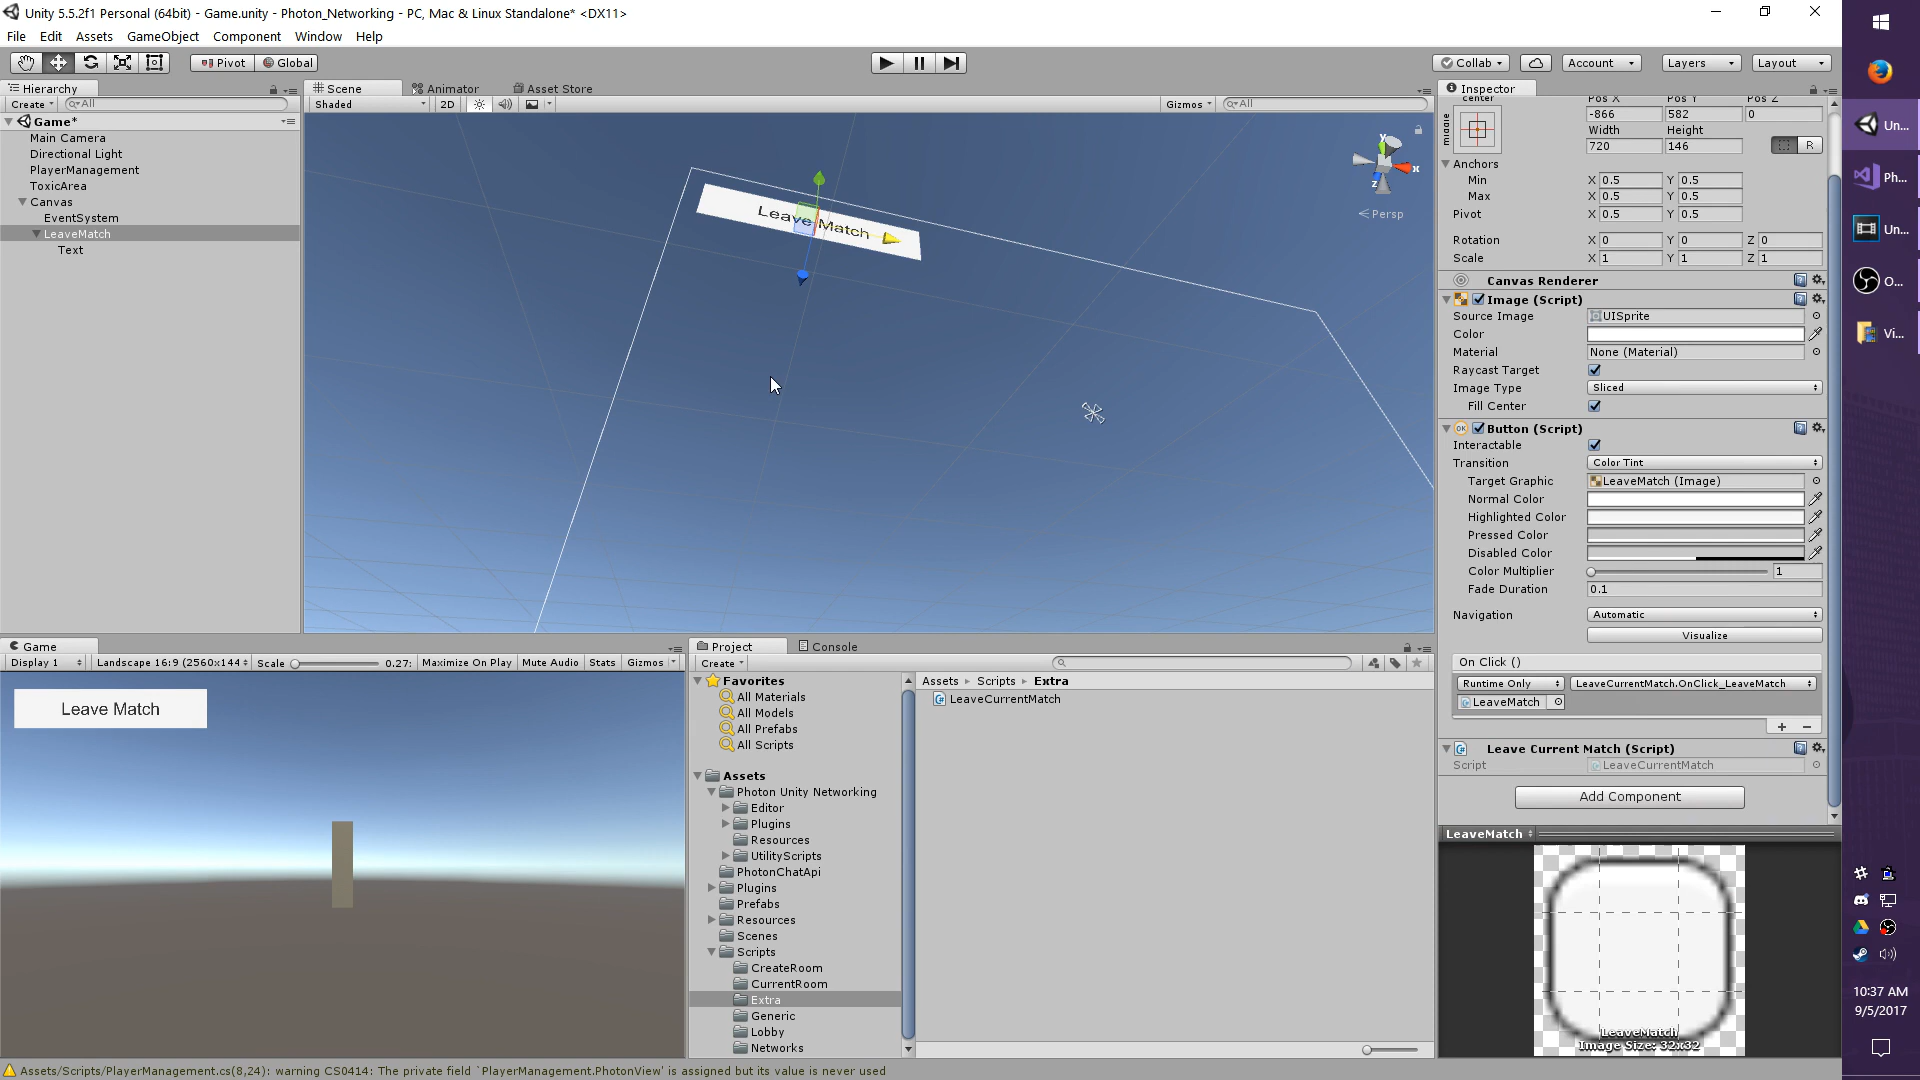 Unity 5.5.2f1 Personal (64bit) - Game.unity - Photon_Networking - PC, Mac & Linux Standalone* <DX11>
File Edit Assets GameObject Component Window Help
Pivot Global Collab Account Layers Layout
Hierarchy
Create All
Game*
Main Camera
Directional Light
PlayerManagement
ToxicArea
Canvas
EventSystem
LeaveMatch
Text
Scene Animator Asset Store
Shaded 2D Gizmos All
Leave Match
y
x
z
Persp
Inspector
center Pos X Pos Y Pos Z
middle -866 582 0
Width Height
720 146 R
Anchors
Min X 0.5 Y 0.5
Max X 0.5 Y 0.5
Pivot X 0.5 Y 0.5
Rotation X 0 Y 0 Z 0
Scale X 1 Y 1 Z 1
Canvas Renderer
Image (Script)
Source Image UISprite
Color
Material None (Material)
Raycast Target
Image Type Sliced
Fill Center
Button (Script)
Interactable
Transition Color Tint
Target Graphic LeaveMatch (Image)
Normal Color
Highlighted Color
Pressed Color
Disabled Color
Color Multiplier 1
Fade Duration 0.1
Navigation Automatic
Visualize
On Click ()
Runtime Only LeaveCurrentMatch.OnClick_LeaveMatch
LeaveMatch
Leave Current Match (Script)
Script LeaveCurrentMatch
Add Component
LeaveMatch
LeaveMatch
Image Size: 32x32
Game
Display 1 Landscape 16:9 (2560x144 Scale 0.27: Maximize On Play Mute Audio Stats Gizmos
Leave Match
Project Console
Create
Favorites
All Materials
All Models
All Prefabs
All Scripts
Assets
Photon Unity Networking
Editor
Plugins
Resources
UtilityScripts
PhotonChatApi
Plugins
Prefabs
Resources
Scenes
Scripts
CreateRoom
CurrentRoom
Extra
Generic
Lobby
Networks
Assets Scripts Extra
LeaveCurrentMatch
Assets/Scripts/PlayerManagement.cs(8,24): warning CS0414: The private field `PlayerManagement.PhotonView' is assigned but its value is never used
Un...
Ph...
Un...
O...
Vi...
10:37 AM
9/5/2017